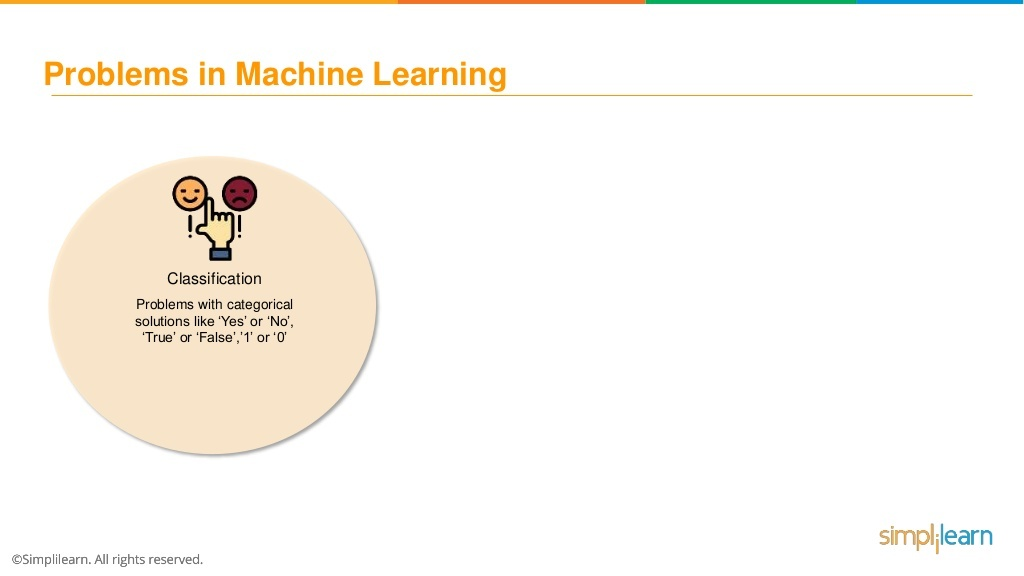 Problems in Machine Learning
Classification
Problems with categorical
solutions like ‘Yes’ or ‘No’,
‘True’ or ‘False’,’1’ or ‘0’
simplilearn
©Simplilearn. All rights reserved.